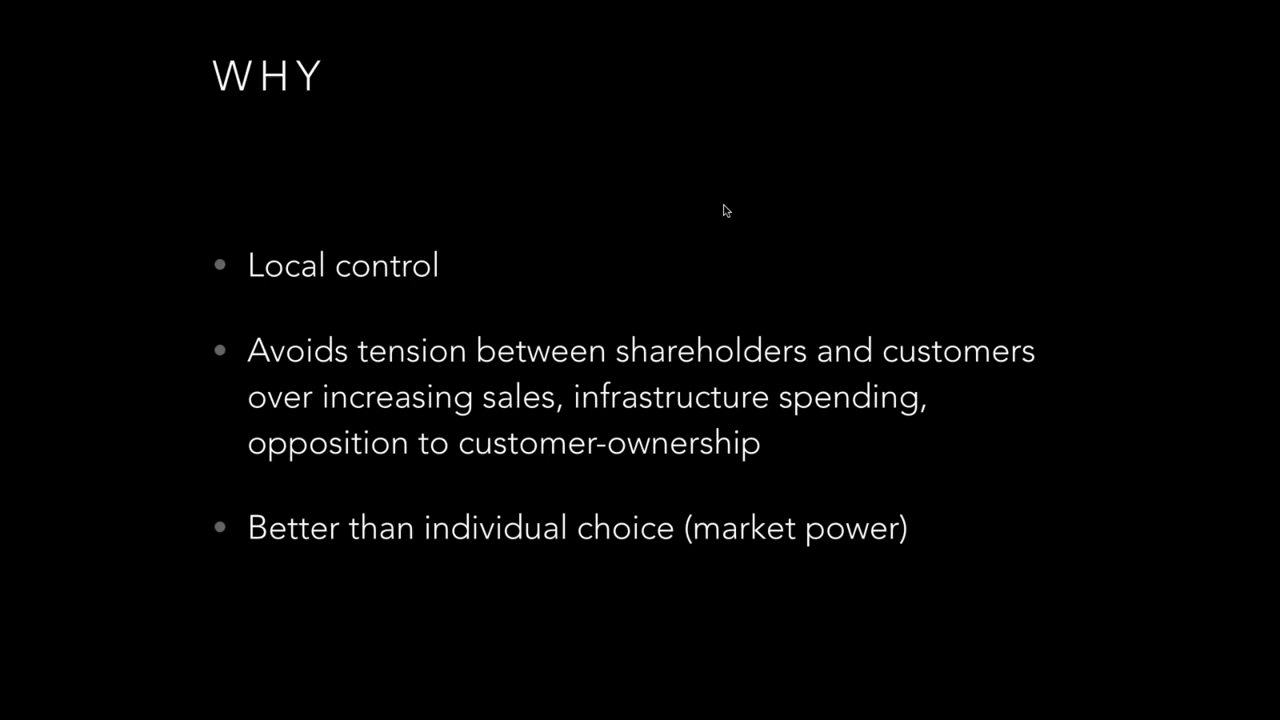 WHY
• Local control
• Avoids tension between shareholders and customers
over increasing sales, infrastructure spending,
opposition to customer-ownership
• Better than individual choice (market power)